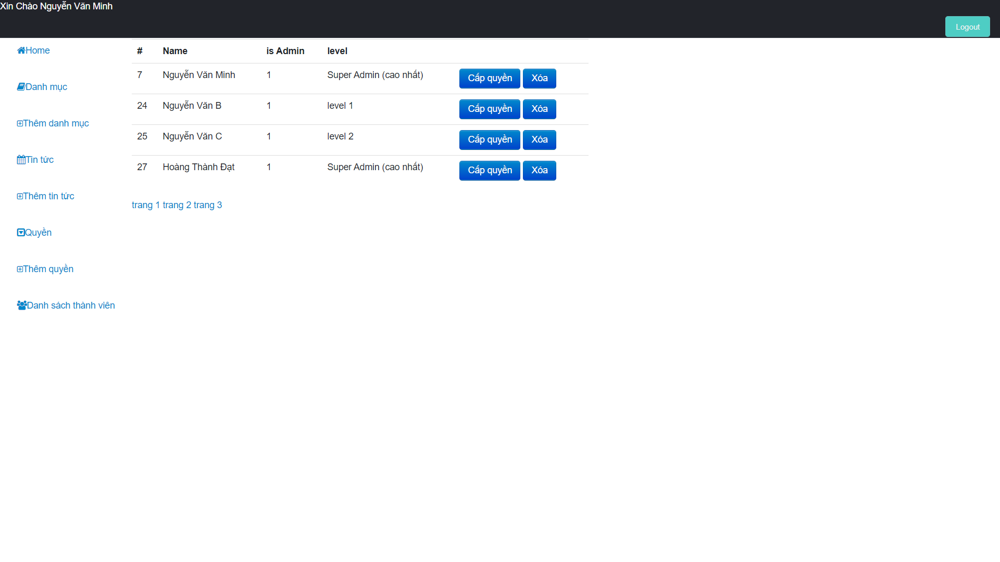 Xin Chào Nguyễn Văn Minh
Logout
Home
Danh mục
Thêm danh mục
Tin tức
Thêm tin tức
Quyền
Thêm quyền
Danh sách thành viên
# Name is Admin level
7 Nguyễn Văn Minh 1 Super Admin (cao nhất) Cấp quyền Xóa
24 Nguyễn Văn B 1 level 1 Cấp quyền Xóa
25 Nguyễn Văn C 1 level 2 Cấp quyền Xóa
27 Hoàng Thành Đạt 1 Super Admin (cao nhất) Cấp quyền Xóa
trang 1 trang 2 trang 3